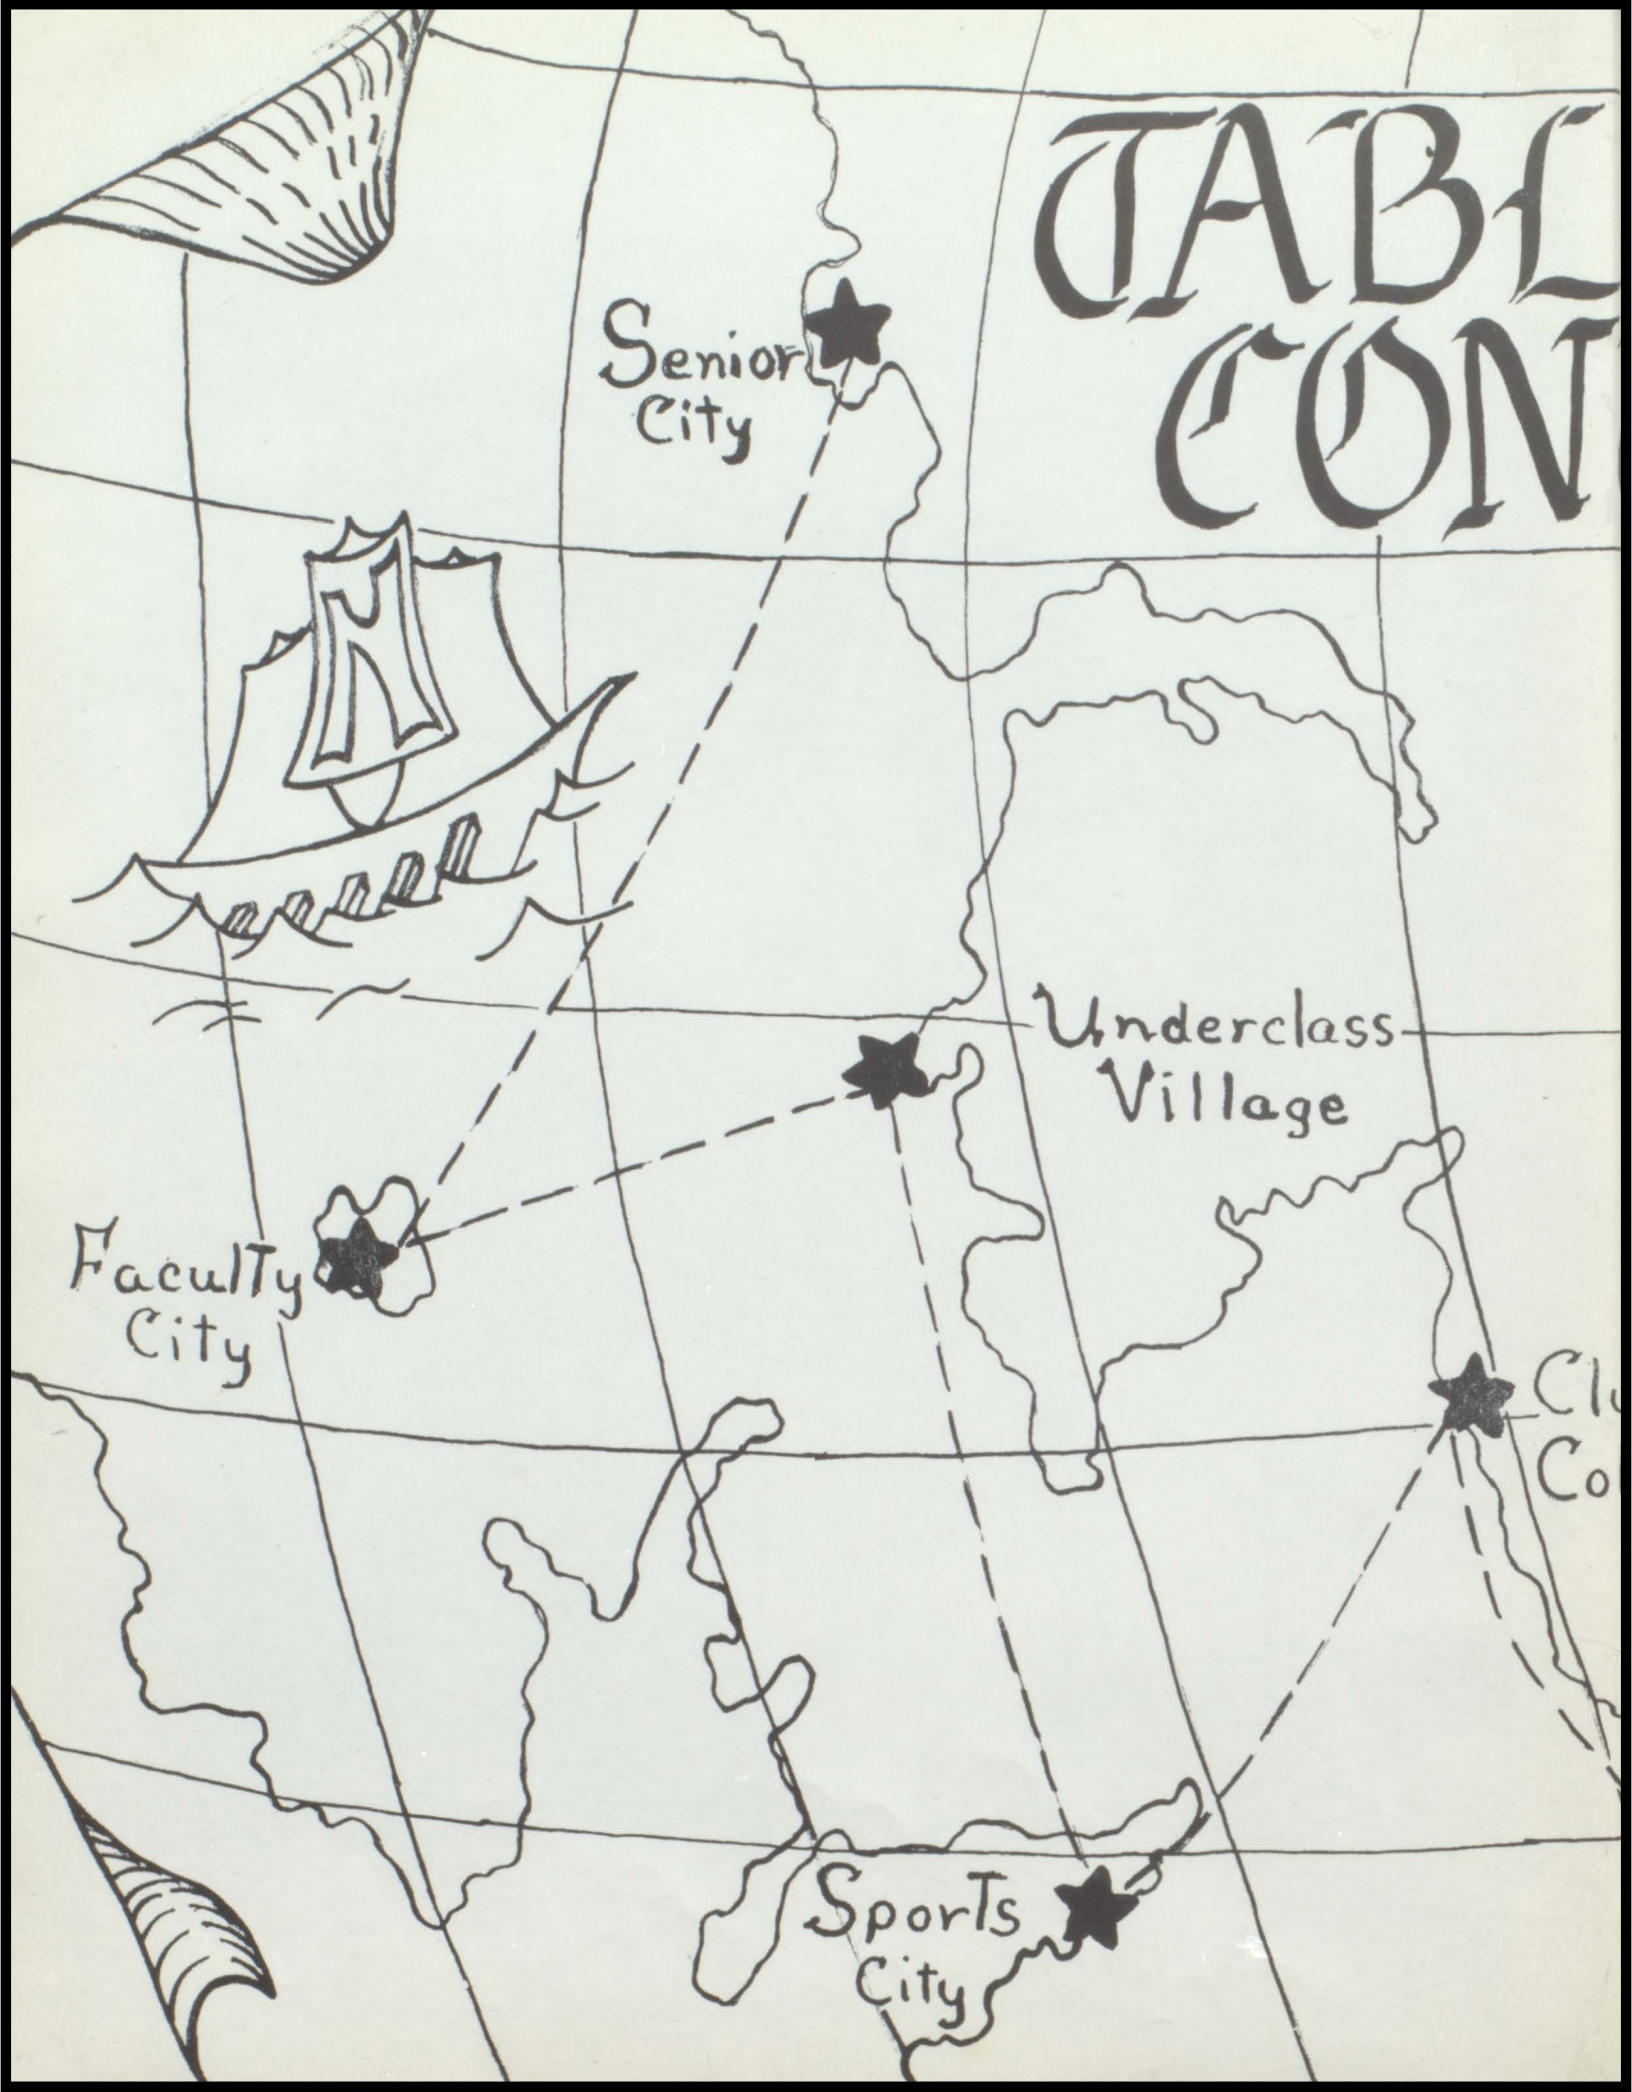 TABL
CON
Senior
City
N
Underclass
Village
Faculty
City
Cl
Co
Sports
City